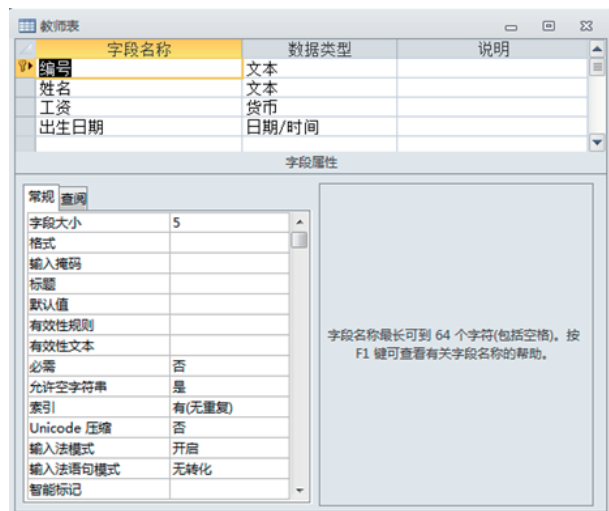 教师表
字段名称 数据类型 说明
编号 文本
姓名 文本
工资 货币
出生日期 日期/时间
字段属性
常规 查阅
字段大小 5
格式
输入掩码
标题
默认值
有效性规则
有效性文本
必需 否
允许空字符串 是
索引 有(无重复)
Unicode 压缩 否
输入法模式 开启
输入法语句模式 无转化
智能标记
字段名称最长可到 64 个字符(包括空格)。按
F1 键可查看有关字段名称的帮助。